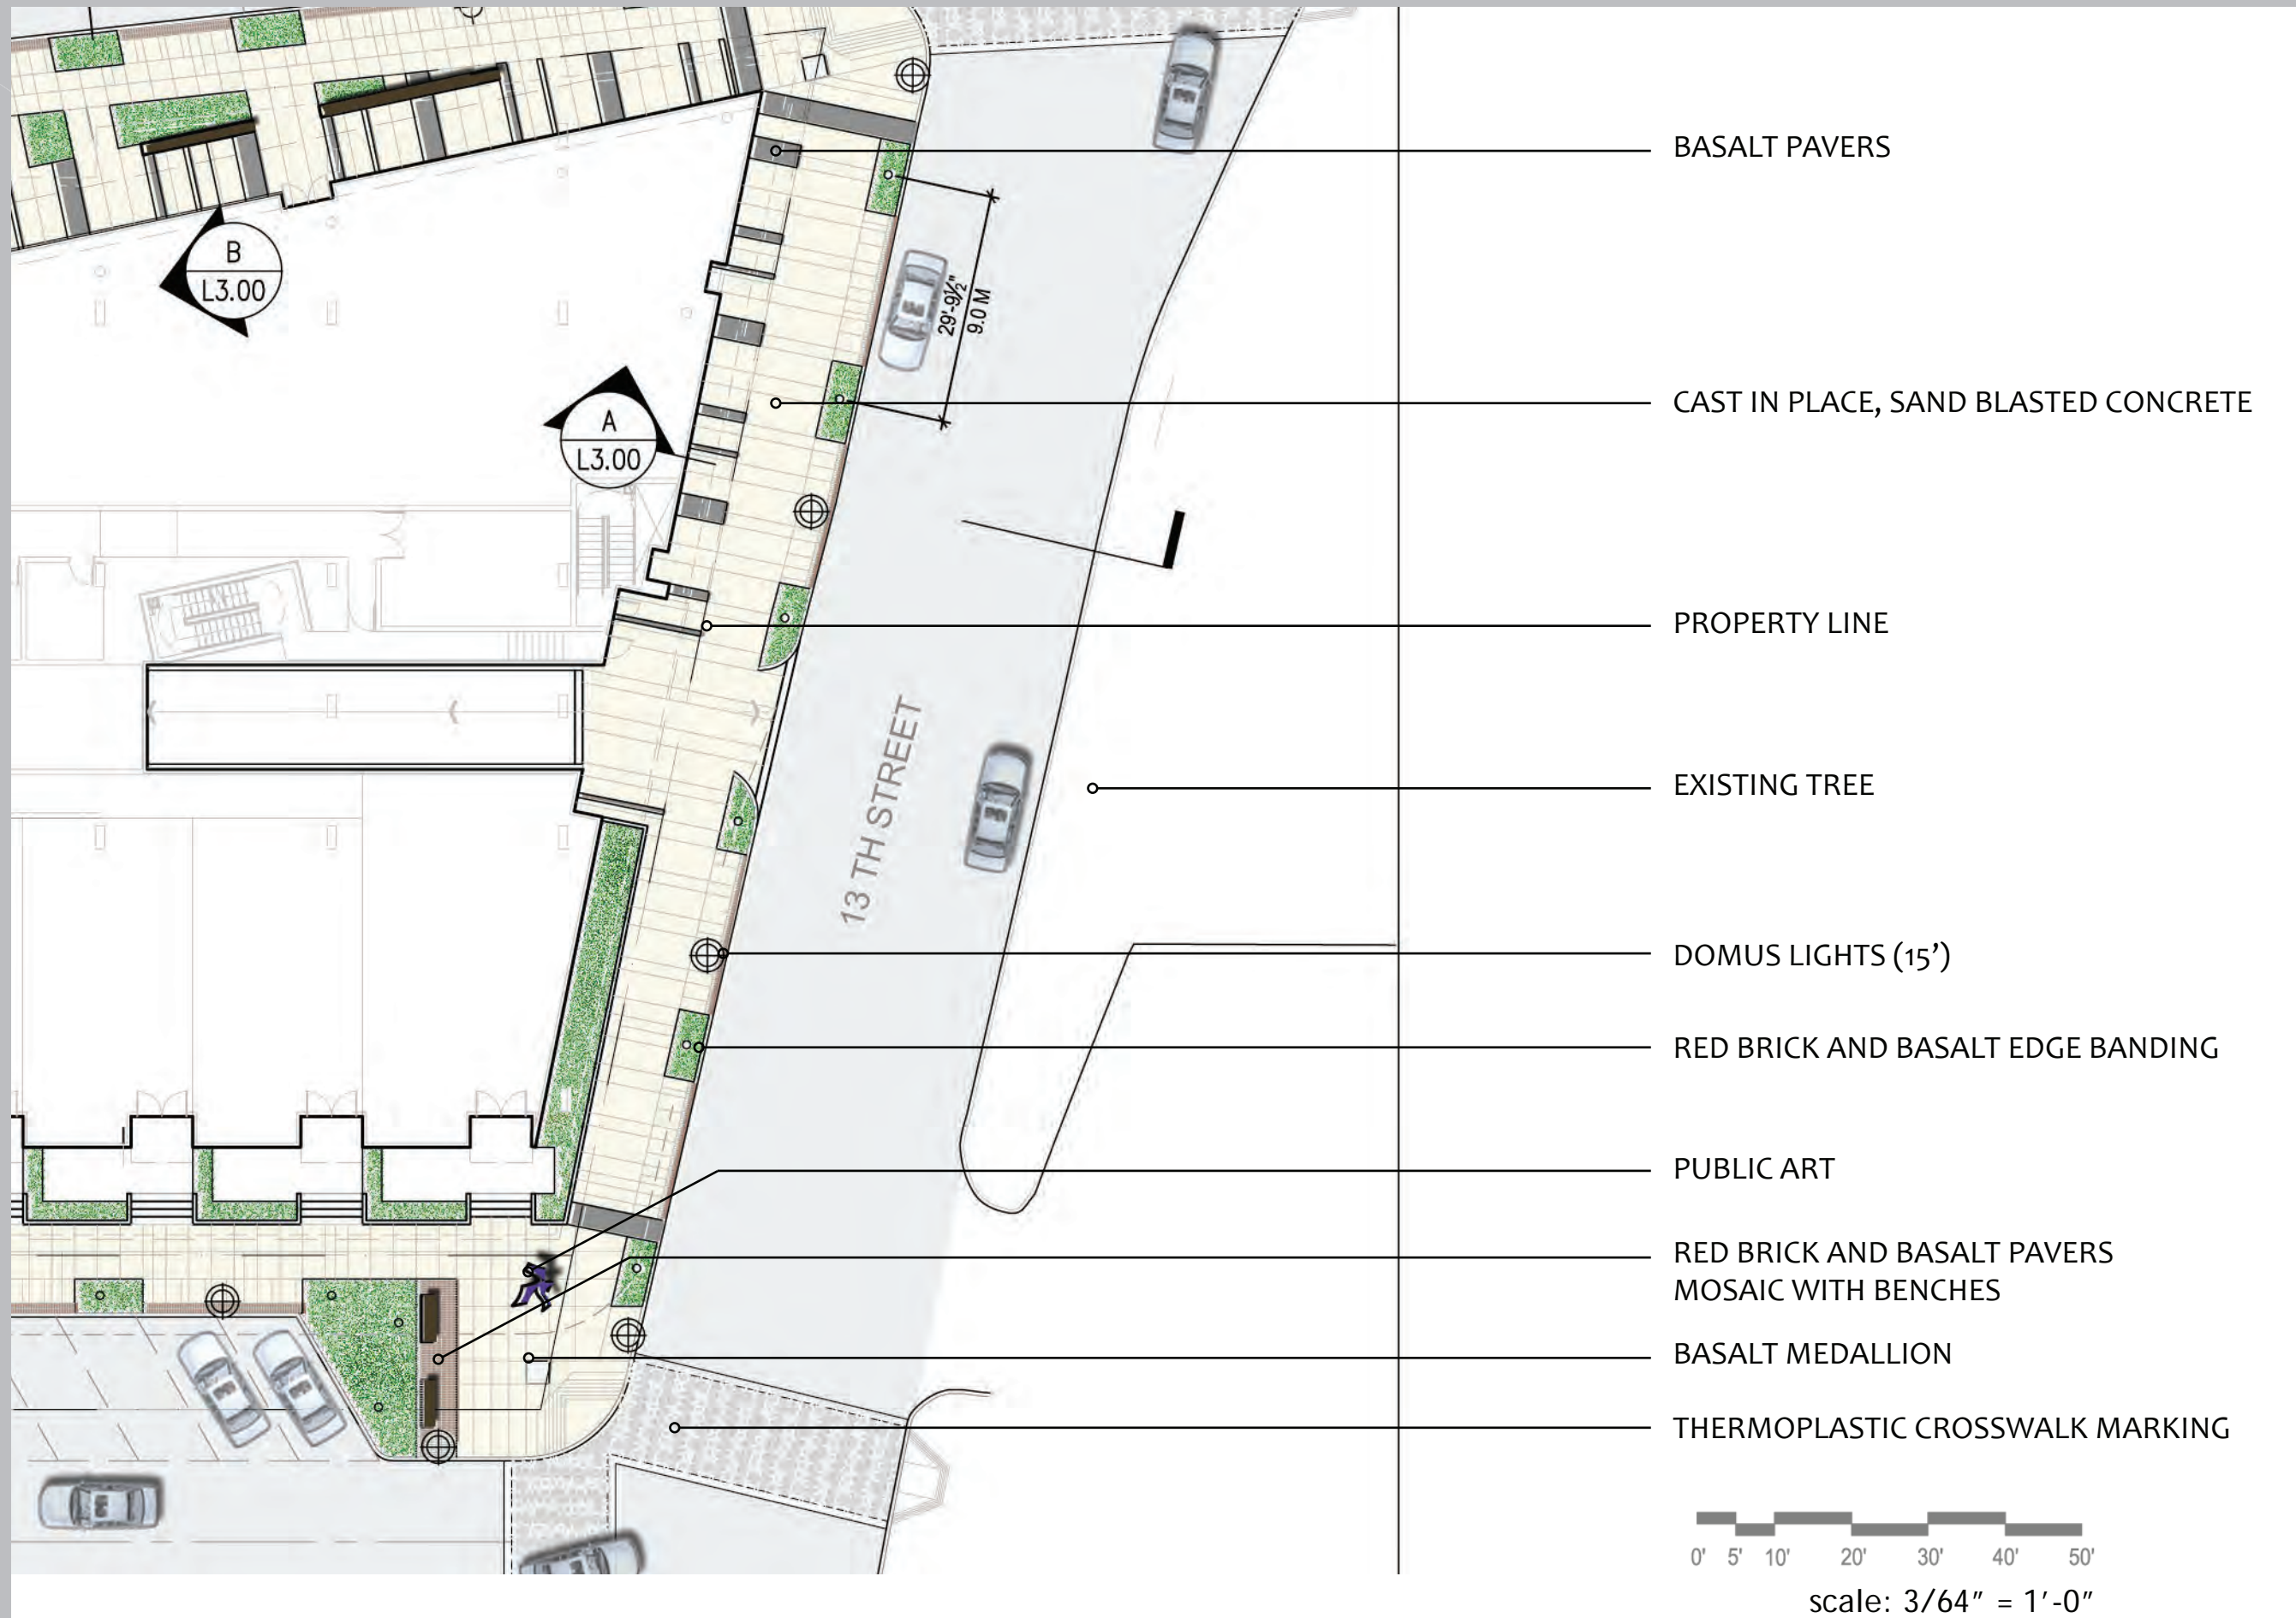 BASALT PAVERS
B
L3.00
29'-9½"
9.0 M
CAST IN PLACE, SAND BLASTED CONCRETE
A
L3.00
PROPERTY LINE
EXISTING TREE
13 TH STREET
DOMUS LIGHTS (15')
RED BRICK AND BASALT EDGE BANDING
PUBLIC ART
RED BRICK AND BASALT PAVERS
MOSAIC WITH BENCHES
BASALT MEDALLION
THERMOPLASTIC CROSSWALK MARKING
0' 5' 10' 20' 30' 40' 50'
scale: 3/64" = 1'-0"